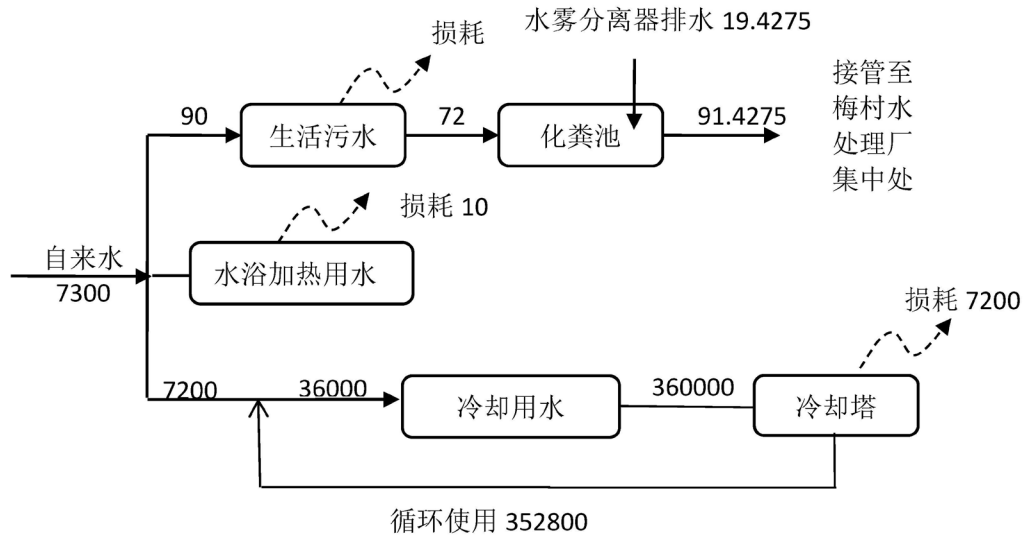 损耗
水雾分离器排水 19.4275
接管至
梅村水
处理厂
集中处
90
生活污水
72
化粪池
91.4275
损耗 10
自来水
7300
水浴加热用水
损耗 7200
7200
36000
冷却用水
360000
冷却塔
循环使用 352800